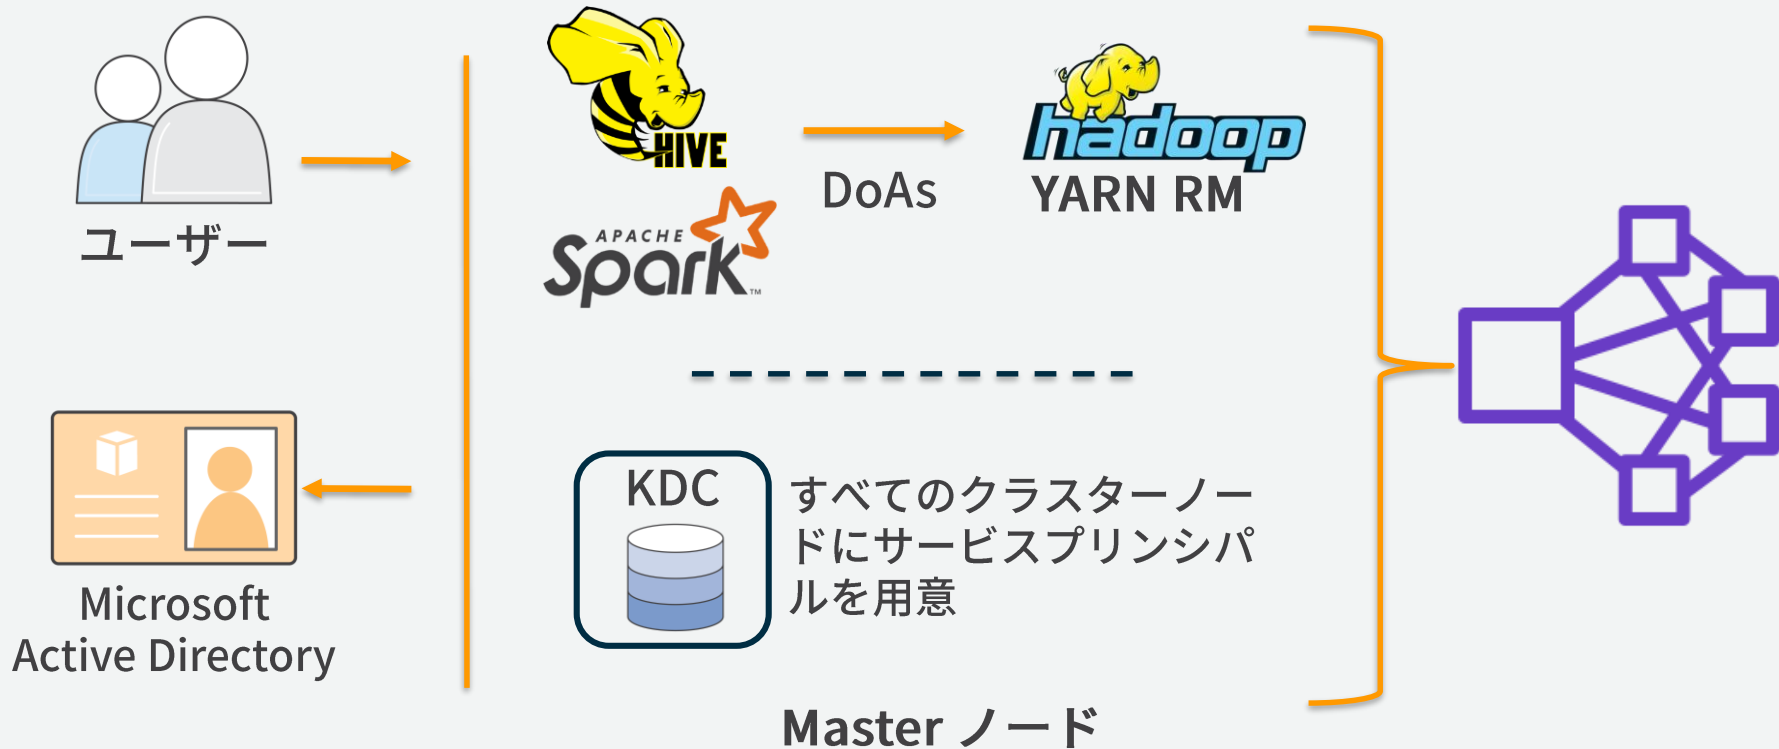 ユーザー
HIVE
APACHE
Spark
TM
DoAs
hadoop
YARN RM
Microsoft
Active Directory
KDC
すべてのクラスターノー
ドにサービスプリンシパ
ルを用意
Master ノード